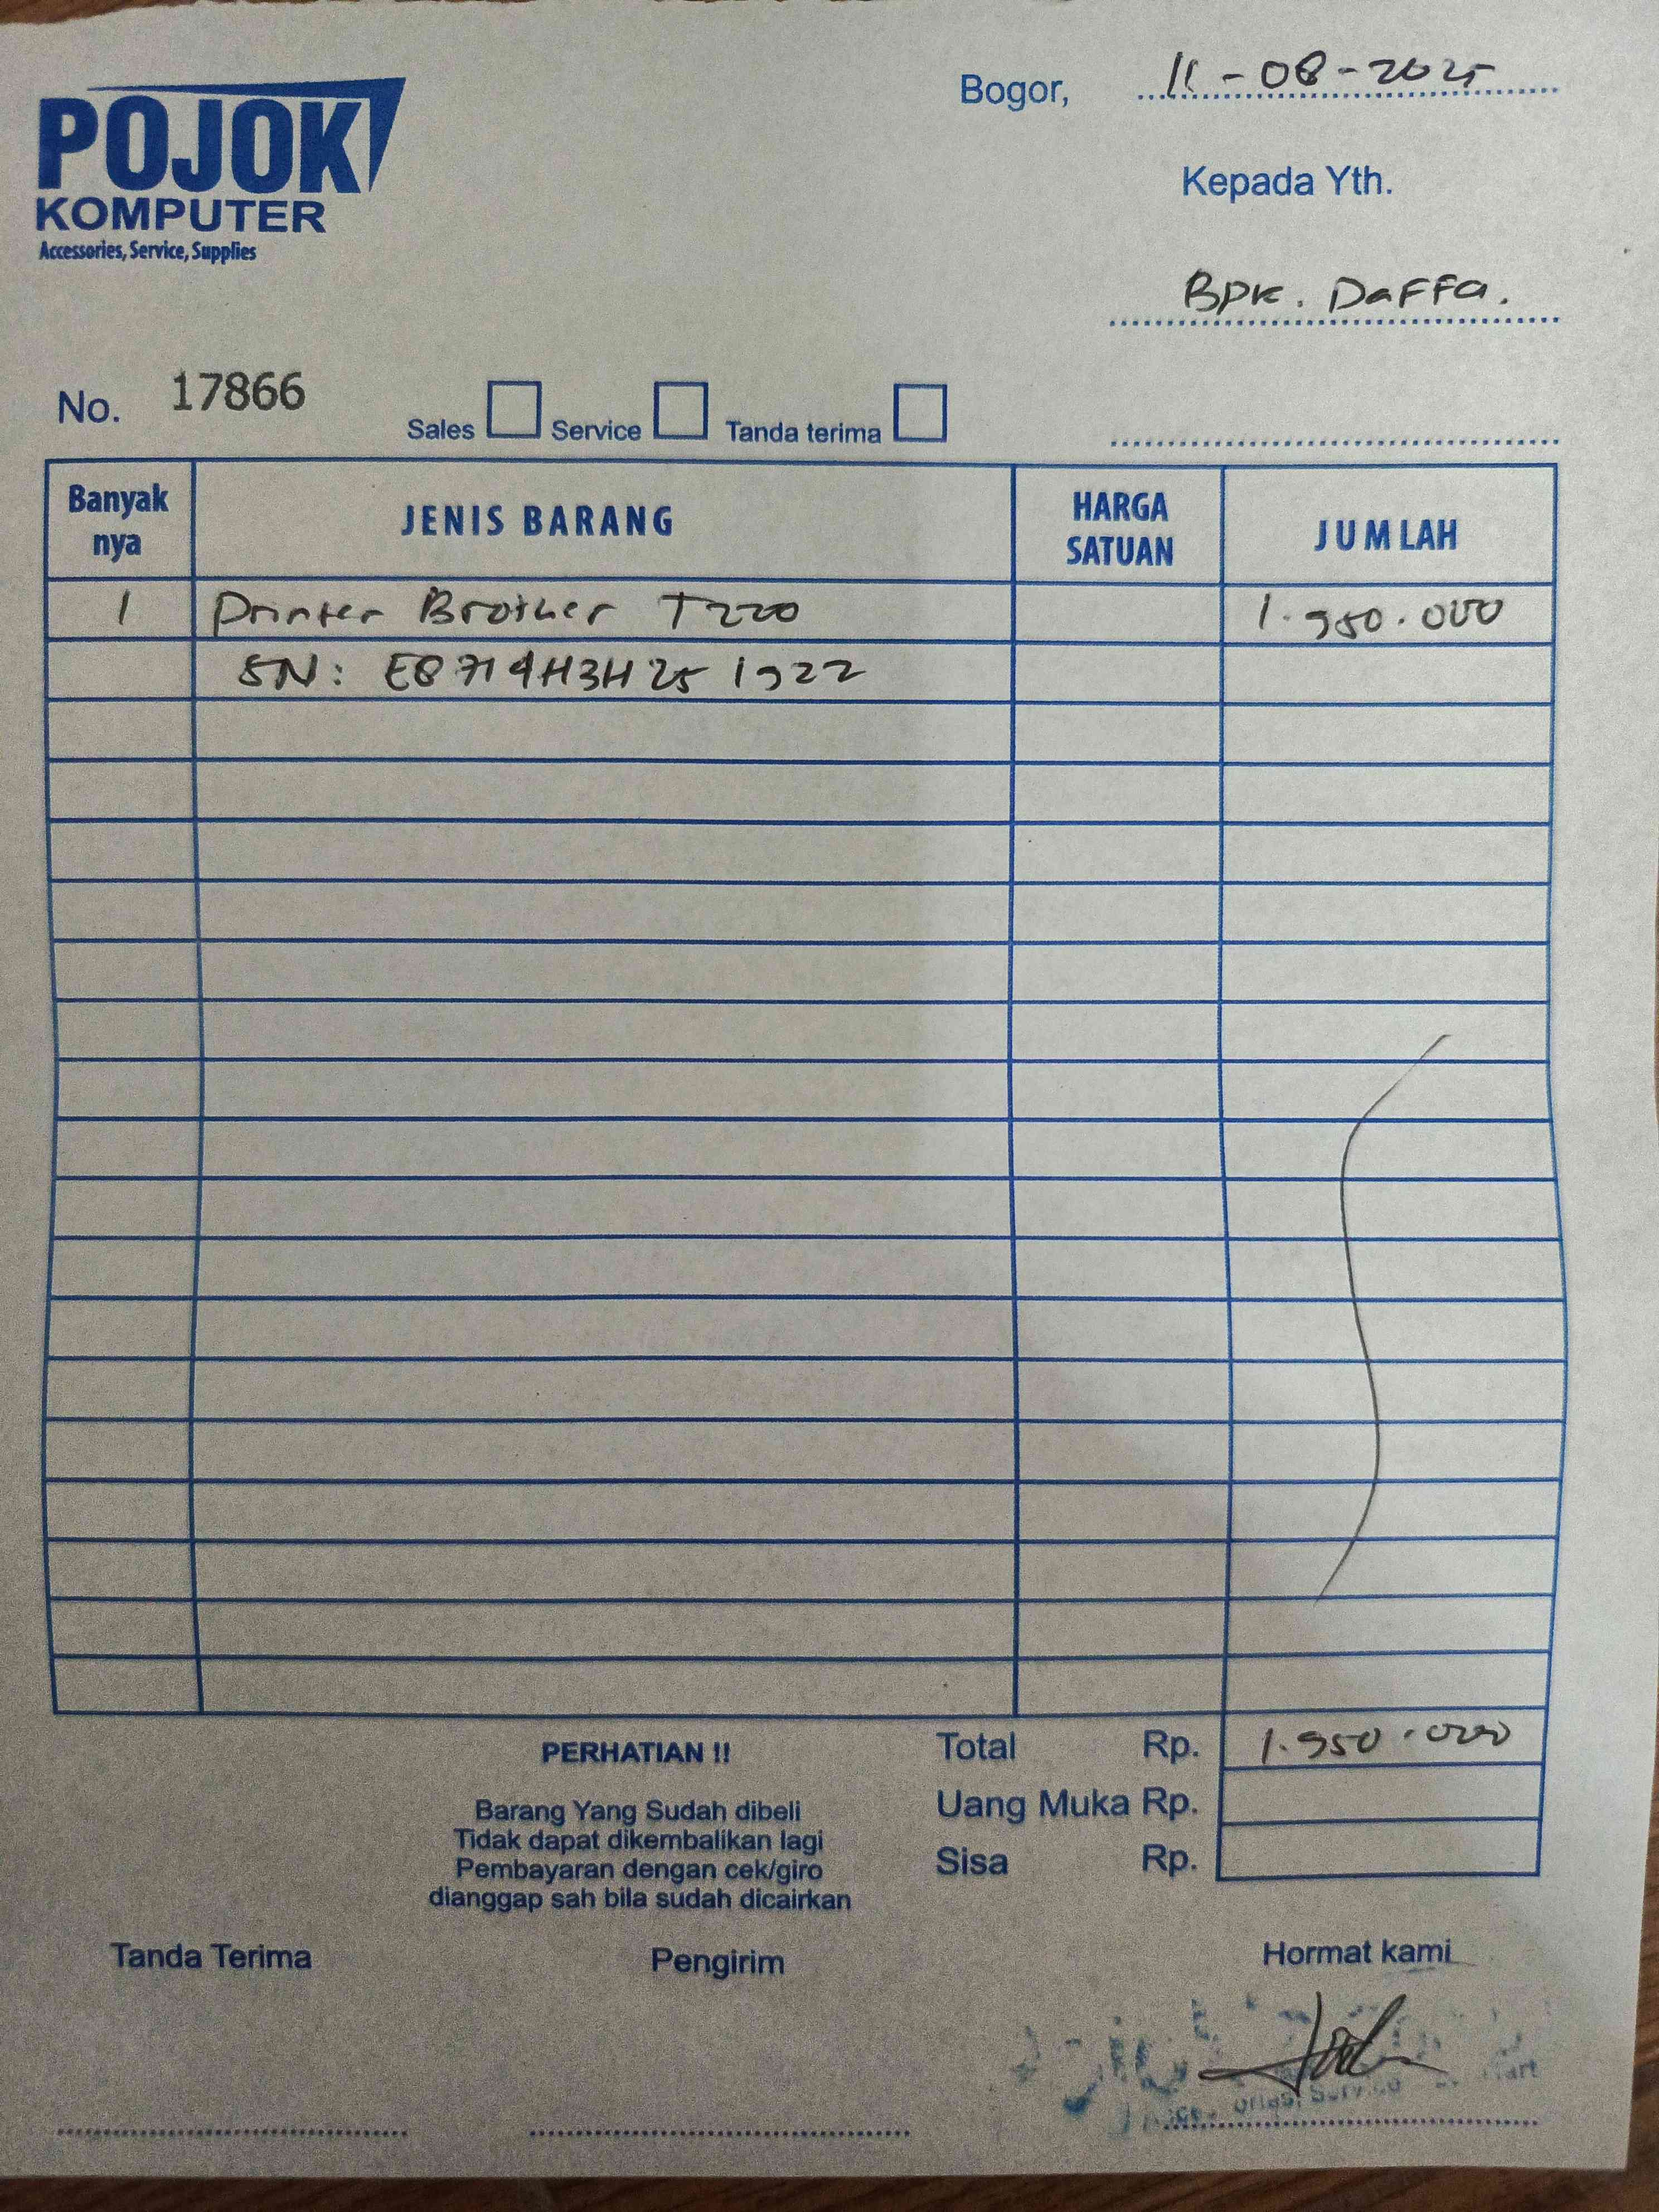 POJOK
KOMPUTER
Accessories, Service, Supplies
Bogor, 11-08-2025
Kepada Yth.
Bpk. Daffa.
No. 17866
Sales Service Tanda terima
Banyak nya JENIS BARANG HARGA SATUAN JUMLAH
1 Printer Brother T220 1.950.000
SN: E8714H3H251922
Total Rp. 1.950.000
Uang Muka Rp.
Sisa Rp.
PERHATIAN !!
Barang Yang Sudah dibeli
Tidak dapat dikembalikan lagi
Pembayaran dengan cek/giro
dianggap sah bila sudah dicairkan
Tanda Terima Pengirim Hormat kami